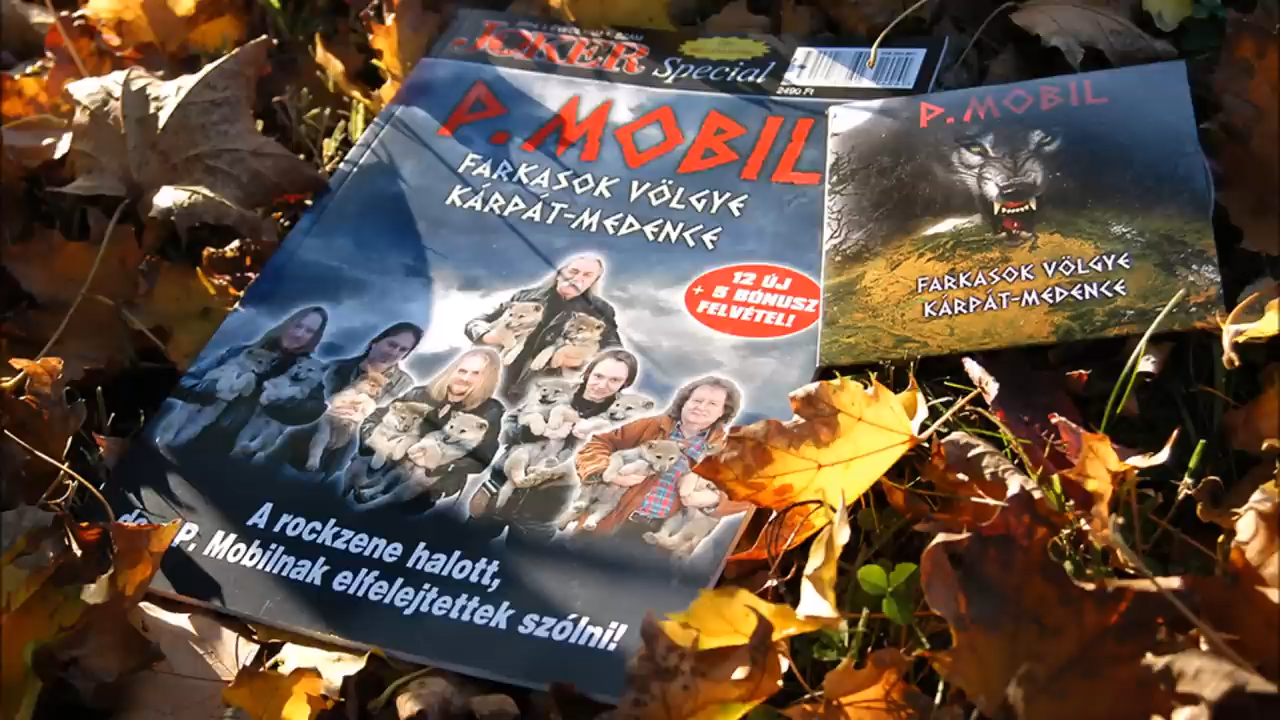 JOKER Special
2490 Ft
P. MOBIL
FARKASOK VÖLGYE
KÁRPÁT-MEDENCE
12 ÚJ
+ 5 BÓNUSZ
FELVÉTEL!
A rockzene halott,
P. Mobilnak elfelejtettek szólni!
P. MOBIL
FARKASOK VÖLGYE
KÁRPÁT-MEDENCE